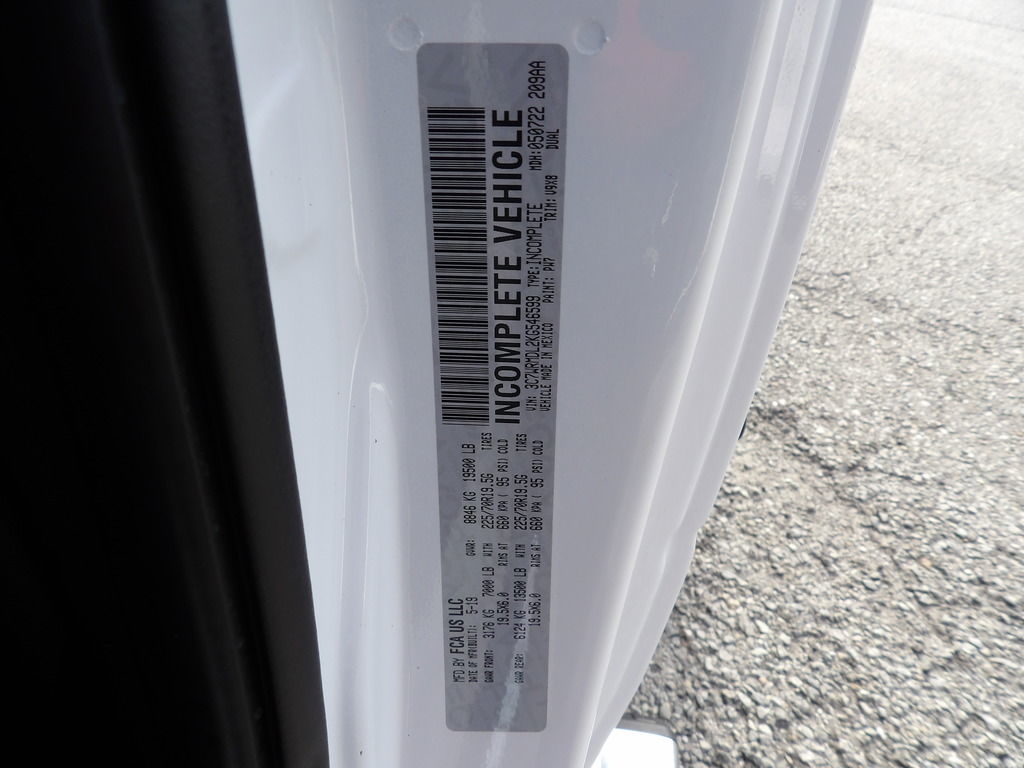 MFD BY FCA US LLC
DATE OF MFR(BUILT): 5-19 GVWR: 8846 KG 19500 LB
GAWR FRONT: 3176 KG 7000 LB WITH 225/70R19.5G TIRES
19.5X6.0 RIMS AT 660 KPA ( 95 PSI) COLD
GAWR REAR: 6124 KG 13500 LB WITH 225/70R19.5G TIRES
19.5X6.0 RIMS AT 660 KPA ( 95 PSI) COLD
INCOMPLETE VEHICLE
VIN: 3C7WRMDL2KG546599 TYPE: INCOMPLETE MDH: 050722 209AA
VEHICLE MADE IN MEXICO PAINT: PW7 TRIM: V9X8 DUAL